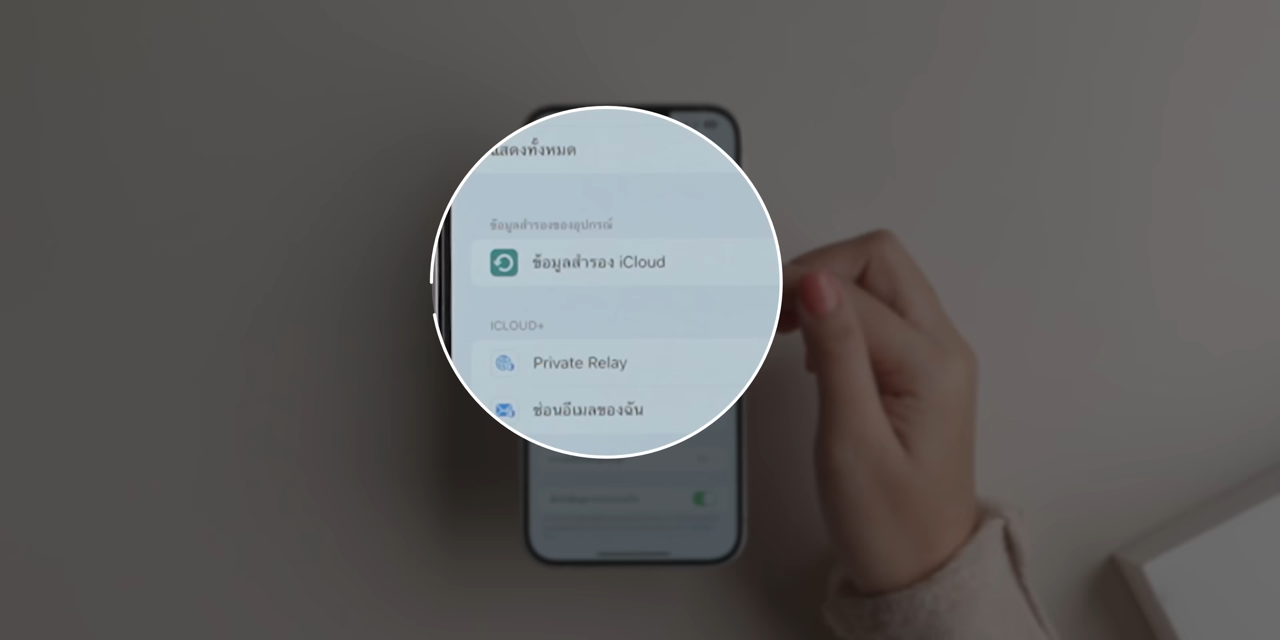 แสดงทั้งหมด
ข้อมูลสำรองของอุปกรณ์
ข้อมูลสำรอง iCloud
ICLOUD+
Private Relay
ซ่อนอีเมลของฉัน